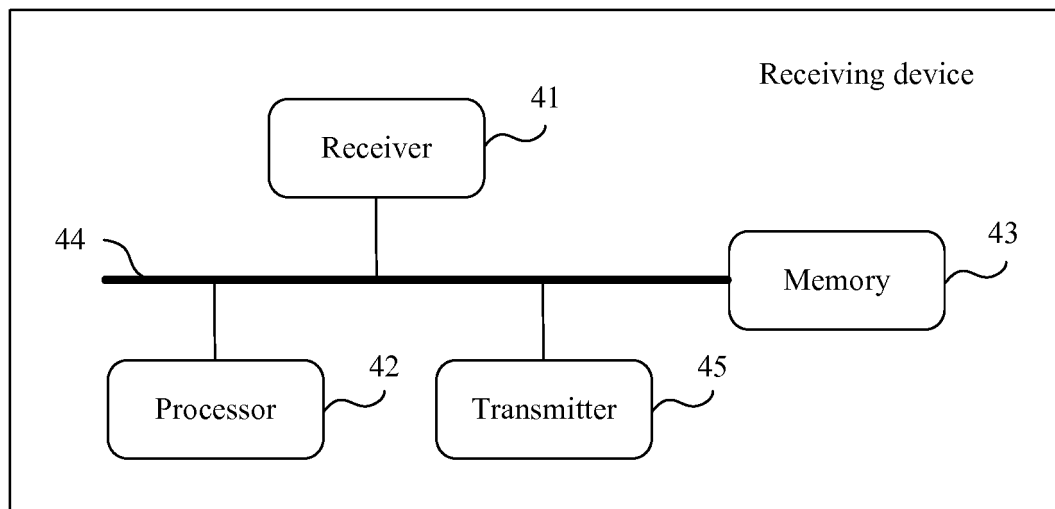 Receiving device
41
Receiver
44
43
Memory
42
Processor
45
Transmitter